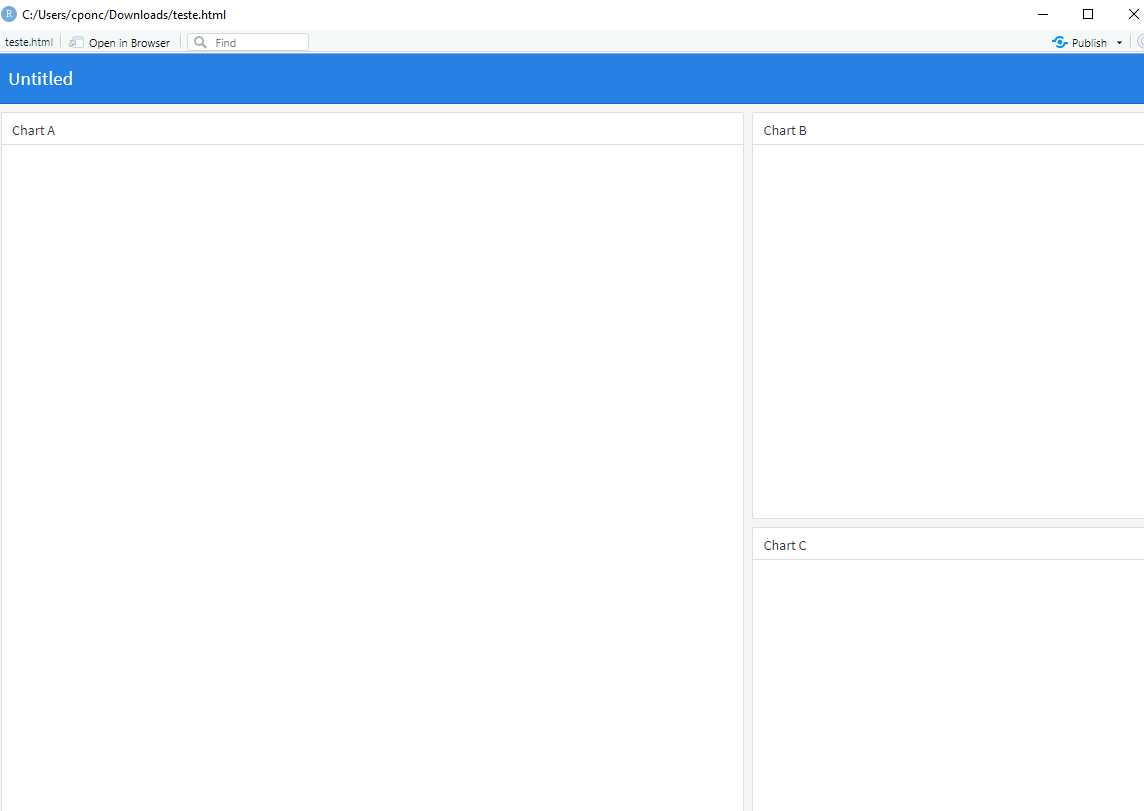 R C:/Users/cponc/Downloads/teste.html
teste.html Open in Browser Find Publish
Untitled
Chart A
Chart B
Chart C